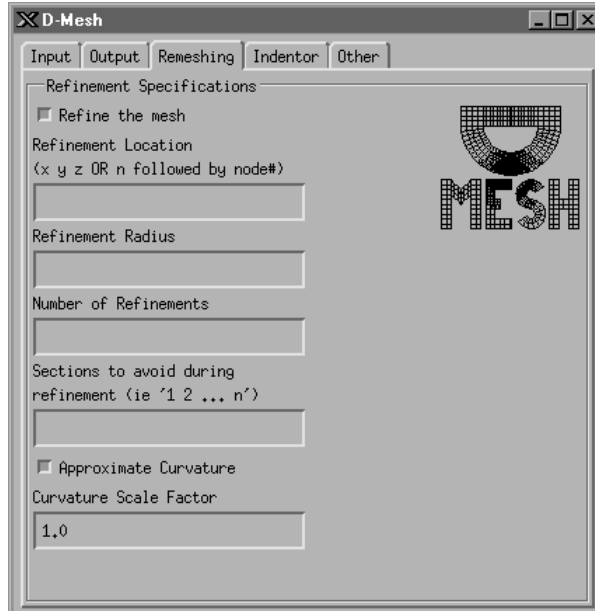 D-Mesh
Input Output Remeshing Indentor Other
Refinement Specifications
Refine the mesh
Refinement Location
(x y z OR n followed by node#)
Refinement Radius
Number of Refinements
Sections to avoid during
refinement (ie '1 2 ... n')
Approximate Curvature
Curvature Scale Factor
1.0
D
MESH